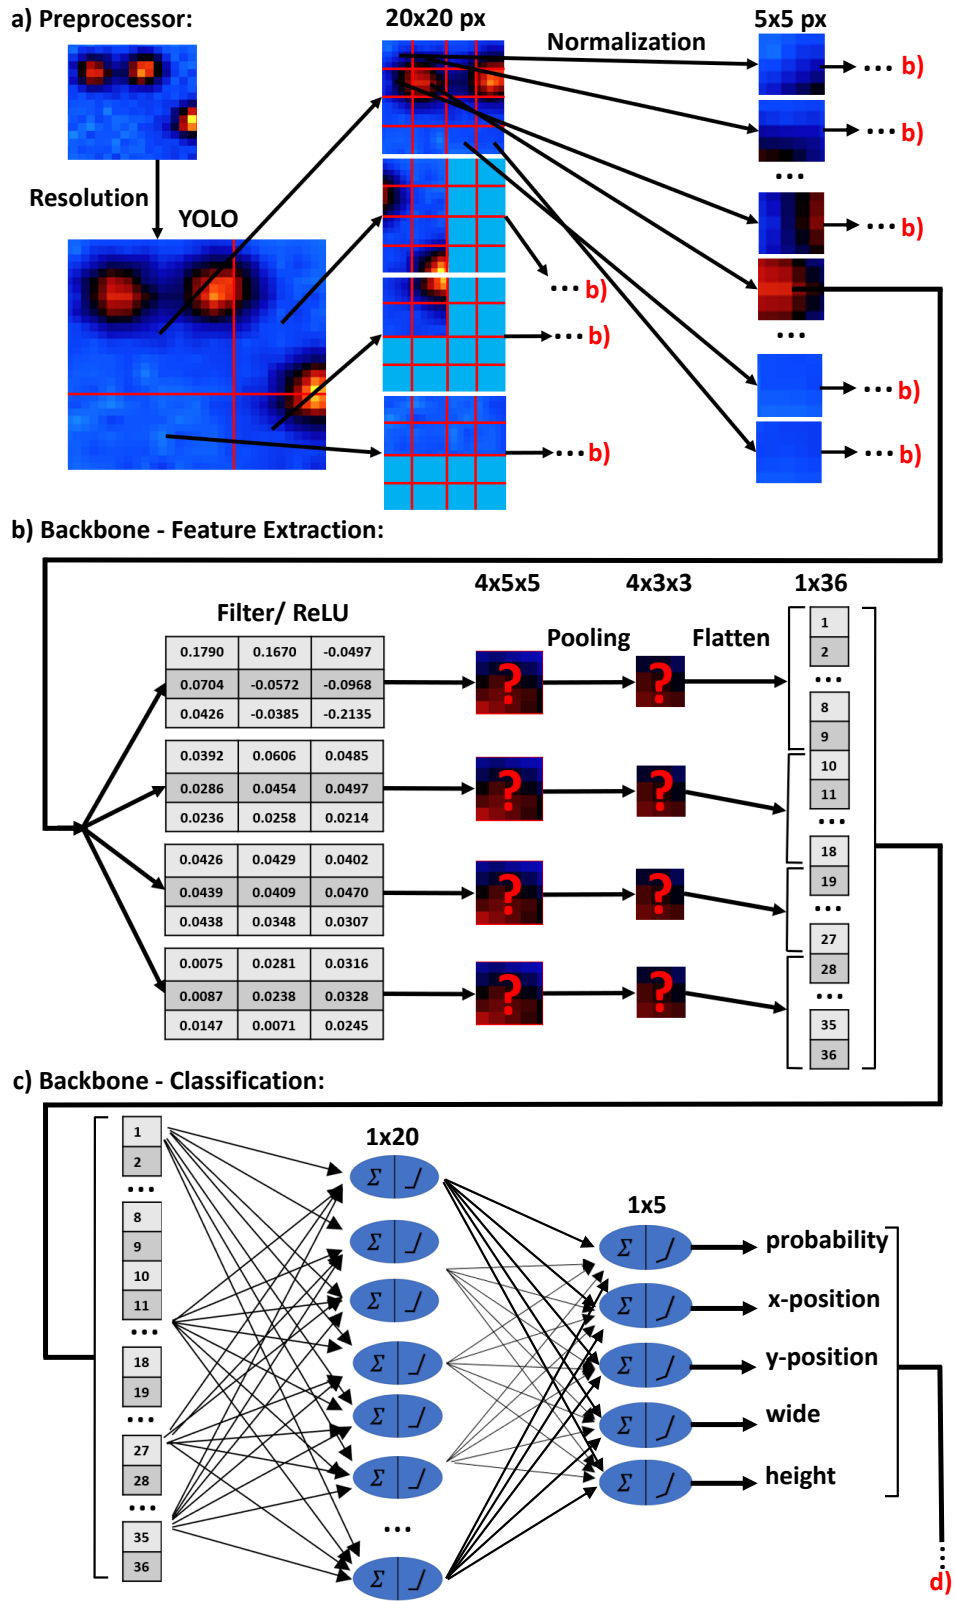 a) Preprocessor:
20x20 px
5x5 px
Normalization
... b)
... b)
...
Resolution
YOLO
... b)
... b)
...
... b)
... b)
... b)
... b)
b) Backbone - Feature Extraction:
4x5x5
4x3x3
1x36
Filter/ ReLU
Pooling
Flatten
0.1790 0.1670 -0.0497
0.0704 -0.0572 -0.0968
0.0426 -0.0385 -0.2135
?
?
1
2
...
8
9
0.0392 0.0606 0.0485
0.0286 0.0454 0.0497
0.0236 0.0258 0.0214
?
?
10
11
...
18
0.0426 0.0429 0.0402
0.0439 0.0409 0.0470
0.0438 0.0348 0.0307
?
?
19
...
27
0.0075 0.0281 0.0316
0.0087 0.0238 0.0328
0.0147 0.0071 0.0245
?
?
28
...
35
36
c) Backbone - Classification:
1
2
...
8
9
10
11
...
18
19
...
27
28
...
35
36
1x20
Σ
Σ
Σ
Σ
Σ
Σ
...
Σ
1x5
Σ
Σ
Σ
Σ
Σ
probability
x-position
y-position
wide
height
...
d)